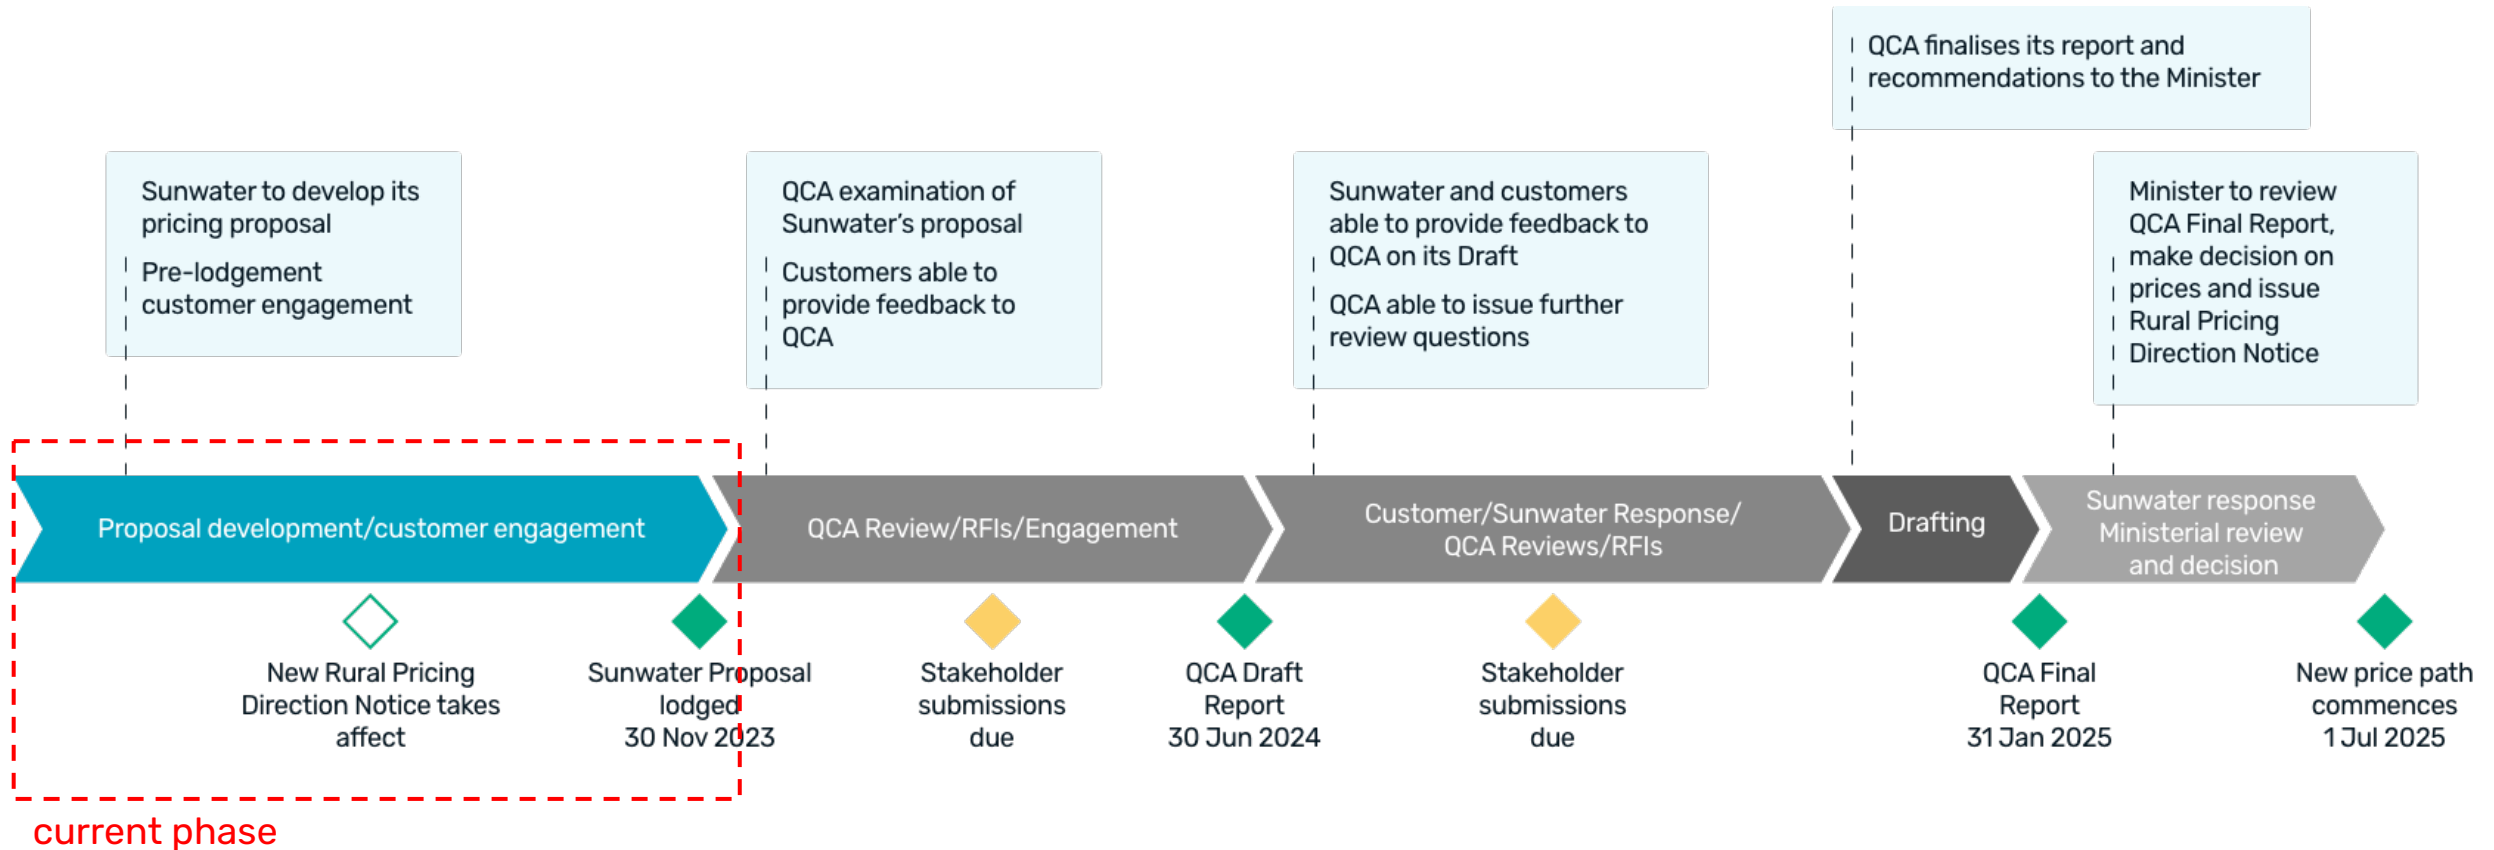 QCA finalises its report and
recommendations to the Minister
Sunwater to develop its
pricing proposal
Pre-lodgement
customer engagement
QCA examination of
Sunwater's proposal
Customers able to
provide feedback to
QCA
Sunwater and customers
able to provide feedback to
QCA on its Draft
QCA able to issue further
review questions
Minister to review
QCA Final Report,
make decision on
prices and issue
Rural Pricing
Direction Notice
Proposal development/customer engagement
QCA Review/RFIs/Engagement
Customer/Sunwater Response/
QCA Reviews/RFIs
Drafting
Sunwater response
Ministerial review
and decision
New Rural Pricing
Direction Notice takes
affect
Sunwater Proposal
lodged
30 Nov 2023
Stakeholder
submissions
due
QCA Draft
Report
30 Jun 2024
Stakeholder
submissions
due
QCA Final
Report
31 Jan 2025
New price path
commences
1 Jul 2025
current phase